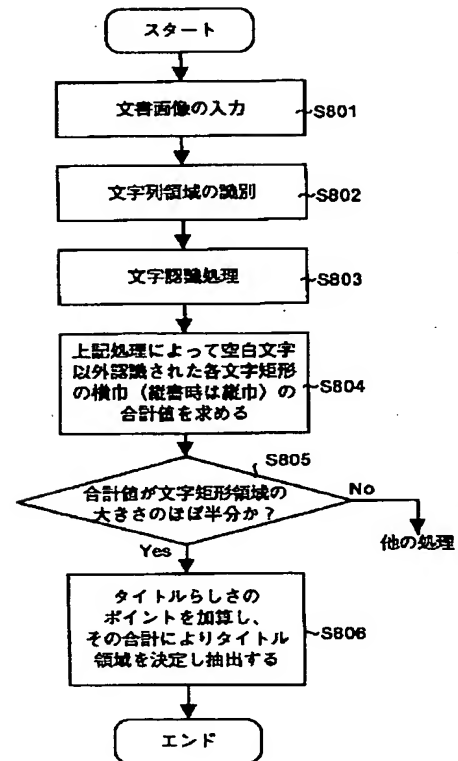 スタート
文書画像の入力
S801
文字列領域の識別
S802
文字認識処理
S803
上記処理によって空白文字
以外認識された各文字矩形
の横巾（縦書時は縦巾）の
合計値を求める
S804
S805
合計値が文字矩形領域の
大きさのほぼ半分か？
No
他の処理
Yes
タイトルらしさの
ポイントを加算し、
その合計によりタイトル
領域を決定し抽出する
S806
エンド